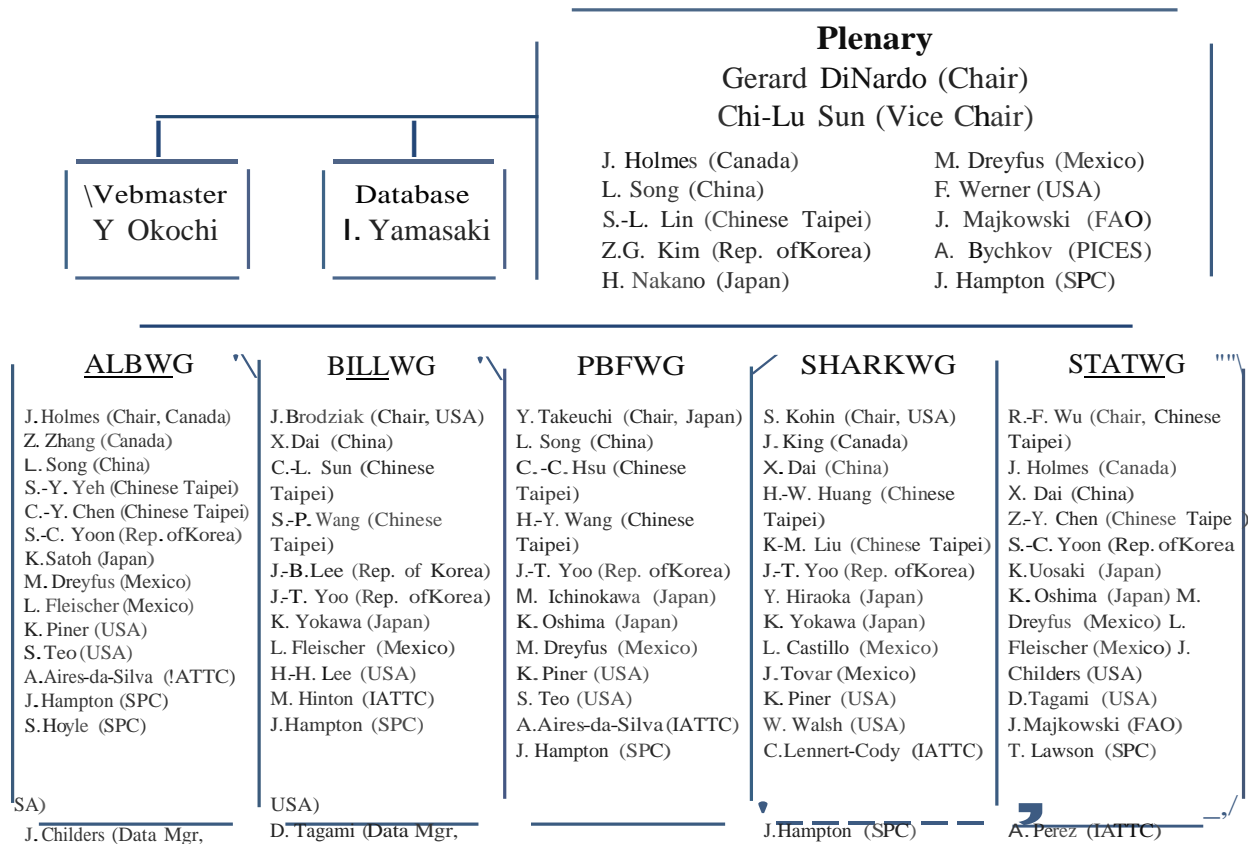 Plenary
Gerard DiNardo (Chair)
Chi-Lu Sun (Vice Chair)
J. Holmes (Canada)
L. Song (China)
S.-L. Lin (Chinese Taipei)
Z.G. Kim (Rep. ofKorea)
H. Nakano (Japan)
M. Dreyfus (Mexico)
F. Werner (USA)
J. Majkowski (FAO)
A. Bychkov (PICES)
J. Hampton (SPC)
\Vebmaster
Y Okochi
Database
I. Yamasaki
ALBWG
J. Holmes (Chair, Canada)
Z. Zhang (Canada)
L. Song (China)
S.-Y. Yeh (Chinese Taipei)
C.-Y. Chen (Chinese Taipei)
S.-C. Yoon (Rep. ofKorea)
K.Satoh (Japan)
M. Dreyfus (Mexico)
L. Fleischer (Mexico)
K. Piner (USA)
S. Teo (USA)
A.Aires-da-Silva (!ATTC)
J. Hampton (SPC)
S.Hoyle (SPC)
SA)
J. Childers (Data Mgr,
BILLWG
J.Brodziak (Chair, USA)
X.Dai (China)
C.-L. Sun (Chinese
Taipei)
S.-P. Wang (Chinese
Taipei)
J.-B.Lee (Rep. of Korea)
J.-T. Yoo (Rep. ofKorea)
K. Yokawa (Japan)
L. Fleischer (Mexico)
H.-H. Lee (USA)
M. Hinton (IATTC)
J.Hampton (SPC)
USA)
D. Tagami (Data Mgr,
PBFWG
Y. Takeuchi (Chair, Japan)
L. Song (China)
C.-C. Hsu (Chinese
Taipei)
H.-Y. Wang (Chinese
Taipei)
J.-T. Yoo (Rep. ofKorea)
M. Ichinokawa (Japan)
K. Oshima (Japan)
M. Dreyfus (Mexico)
K. Piner (USA)
S. Teo (USA)
A.Aires-da-Silva (IATTC)
J. Hampton (SPC)
SHARKWG
S. Kohin (Chair, USA)
J. King (Canada)
X. Dai (China)
H.-W. Huang (Chinese
Taipei)
K-M. Liu (Chinese Taipei)
J.-T. Yoo (Rep. ofKorea)
Y. Hiraoka (Japan)
K. Yokawa (Japan)
L. Castillo (Mexico)
J. Tovar (Mexico)
K. Piner (USA)
W. Walsh (USA)
C.Lennert-Cody (IATTC)
J.Hampton (SPC)
STATWG
R.-F. Wu (Chair, Chinese
Taipei)
J. Holmes (Canada)
X. Dai (China)
Z.-Y. Chen (Chinese Taipe )
S.-C. Yoon (Rep. ofKorea
K.Uosaki (Japan)
K. Oshima (Japan) M.
Dreyfus (Mexico) L.
Fleischer (Mexico) J.
Childers (USA)
D.Tagami (USA)
J.Majkowski (FAO)
T. Lawson (SPC)
A. Perez (IATTC)